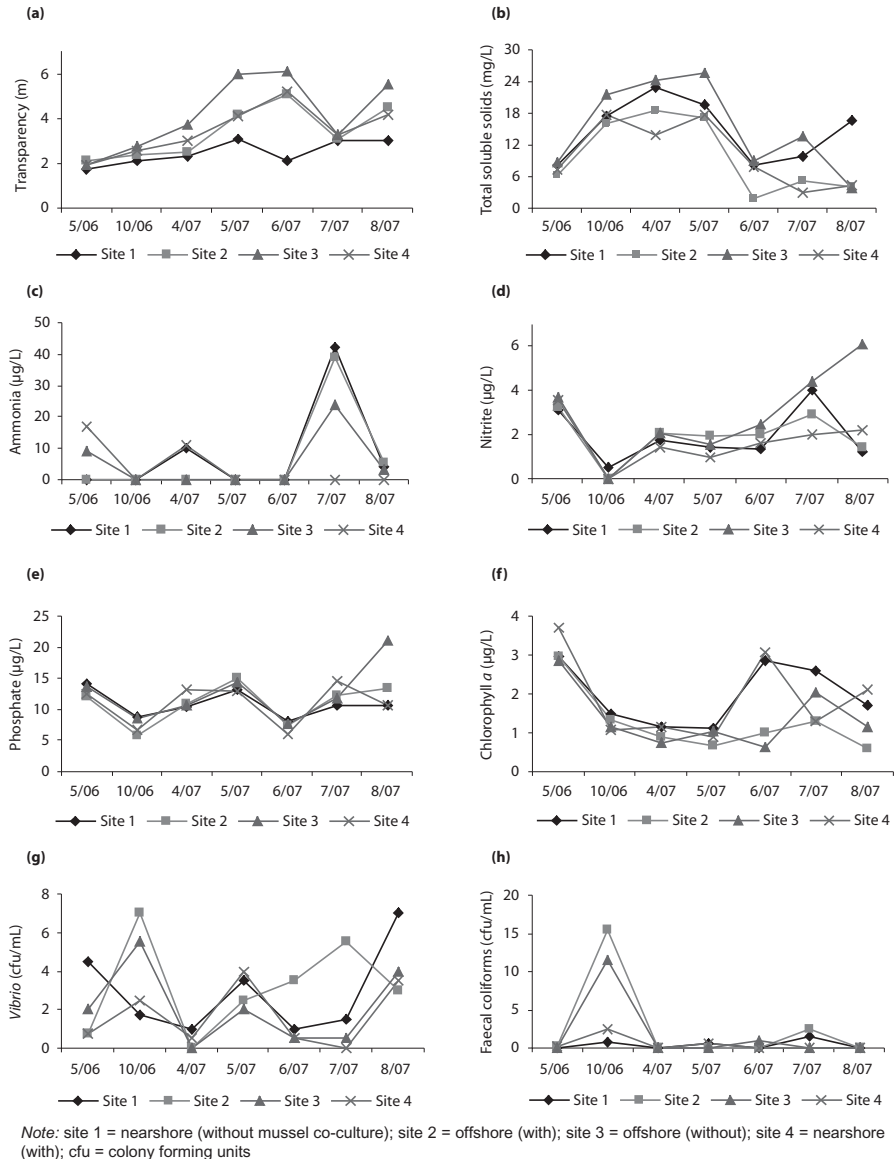 (a)
Transparency (m)
6
4
2
0
5/06 10/06 4/07 5/07 6/07 7/07 8/07
Site 1 Site 2 Site 3 Site 4
(b)
Total soluble solids (mg/L)
30
24
18
12
6
0
5/06 10/06 4/07 5/07 6/07 7/07 8/07
Site 1 Site 2 Site 3 Site 4
(c)
Ammonia (µg/L)
50
40
30
20
10
0
5/06 10/06 4/07 5/07 6/07 7/07 8/07
Site 1 Site 2 Site 3 Site 4
(d)
Nitrite (µg/L)
6
4
2
0
5/06 10/06 4/07 5/07 6/07 7/07 8/07
Site 1 Site 2 Site 3 Site 4
(e)
Phosphate (µg/L)
25
20
15
10
5
0
5/06 10/06 4/07 5/07 6/07 7/07 8/07
Site 1 Site 2 Site 3 Site 4
(f)
Chlorophyll a (µg/L)
4
3
2
1
0
5/06 10/06 4/07 5/07 6/07 7/07 8/07
Site 1 Site 2 Site 3 Site 4
(g)
Vibrio (cfu/mL)
8
6
4
2
0
5/06 10/06 4/07 5/07 6/07 7/07 8/07
Site 1 Site 2 Site 3 Site 4
(h)
Faecal coliforms (cfu/mL)
20
15
10
5
0
5/06 10/06 4/07 5/07 6/07 7/07 8/07
Site 1 Site 2 Site 3 Site 4
Note: site 1 = nearshore (without mussel co-culture); site 2 = offshore (with); site 3 = offshore (without); site 4 = nearshore
(with); cfu = colony forming units